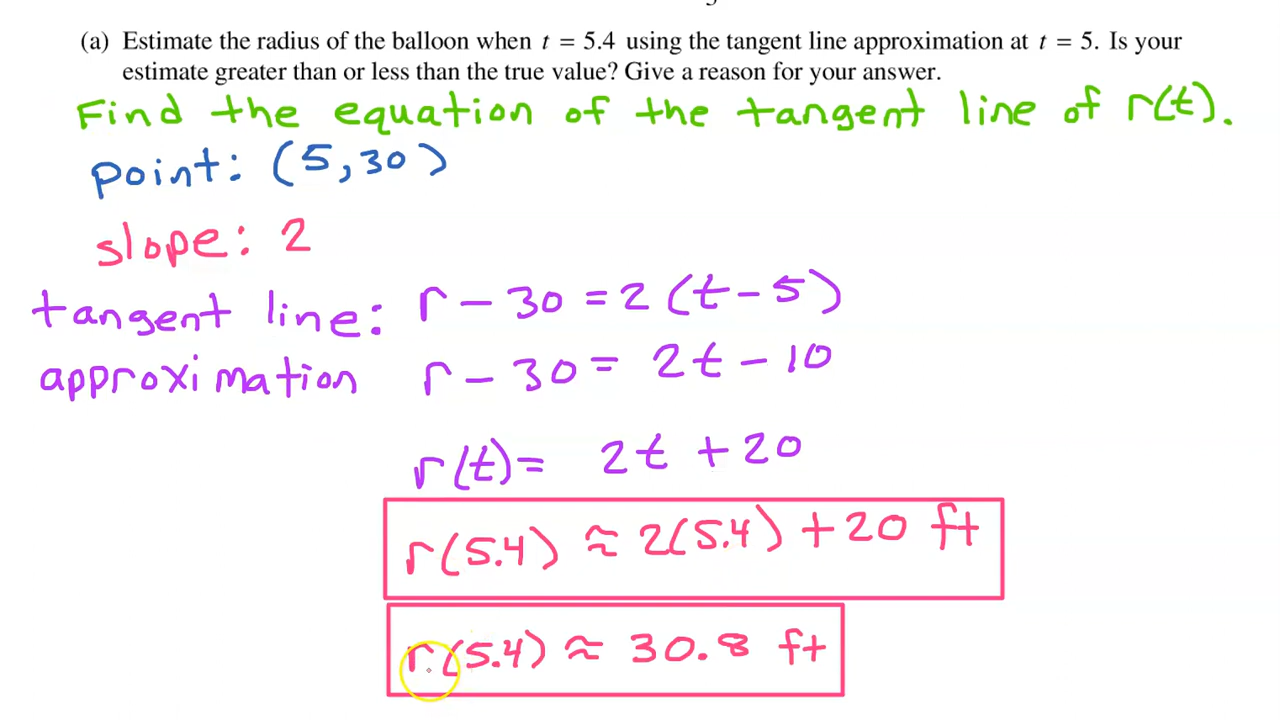 (a) Estimate the radius of the balloon when t = 5.4 using the tangent line approximation at t = 5. Is your
estimate greater than or less than the true value? Give a reason for your answer.
Find the equation of the tangent line of r(t).
point: (5,30)
slope: 2
tangent line: r - 30 = 2(t - 5)
approximation r - 30 = 2t - 10
r(t) = 2t + 20
r(5.4) ≈ 2(5.4) + 20 ft
r(5.4) ≈ 30.8 ft